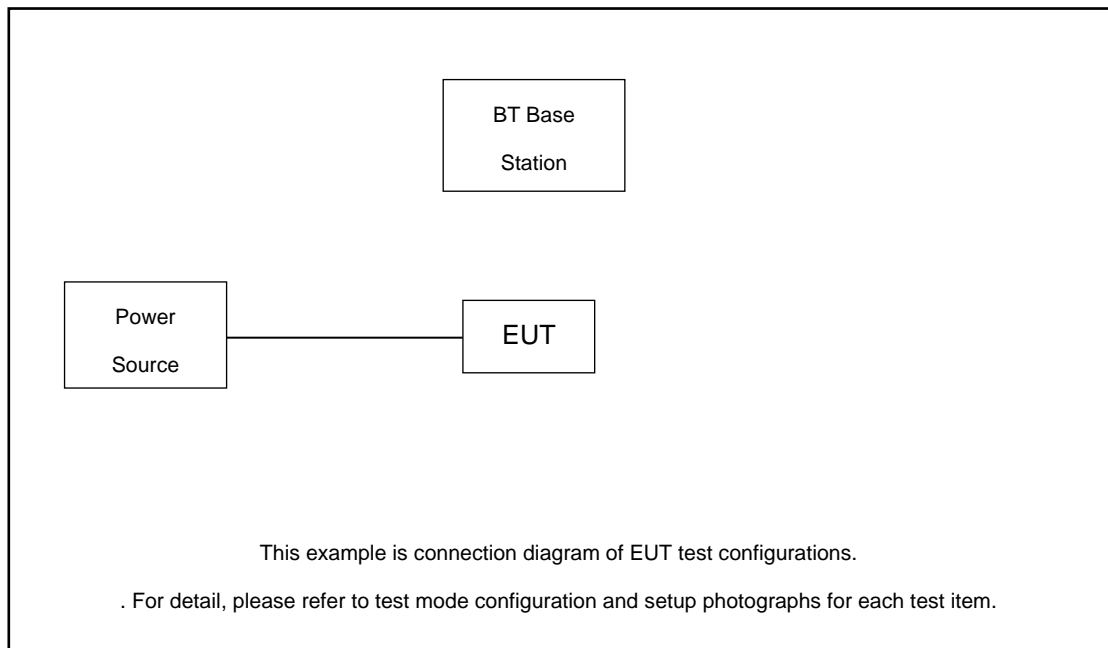 BT Base
Station
Power
Source
EUT
This example is connection diagram of EUT test configurations.
. For detail, please refer to test mode configuration and setup photographs for each test item.